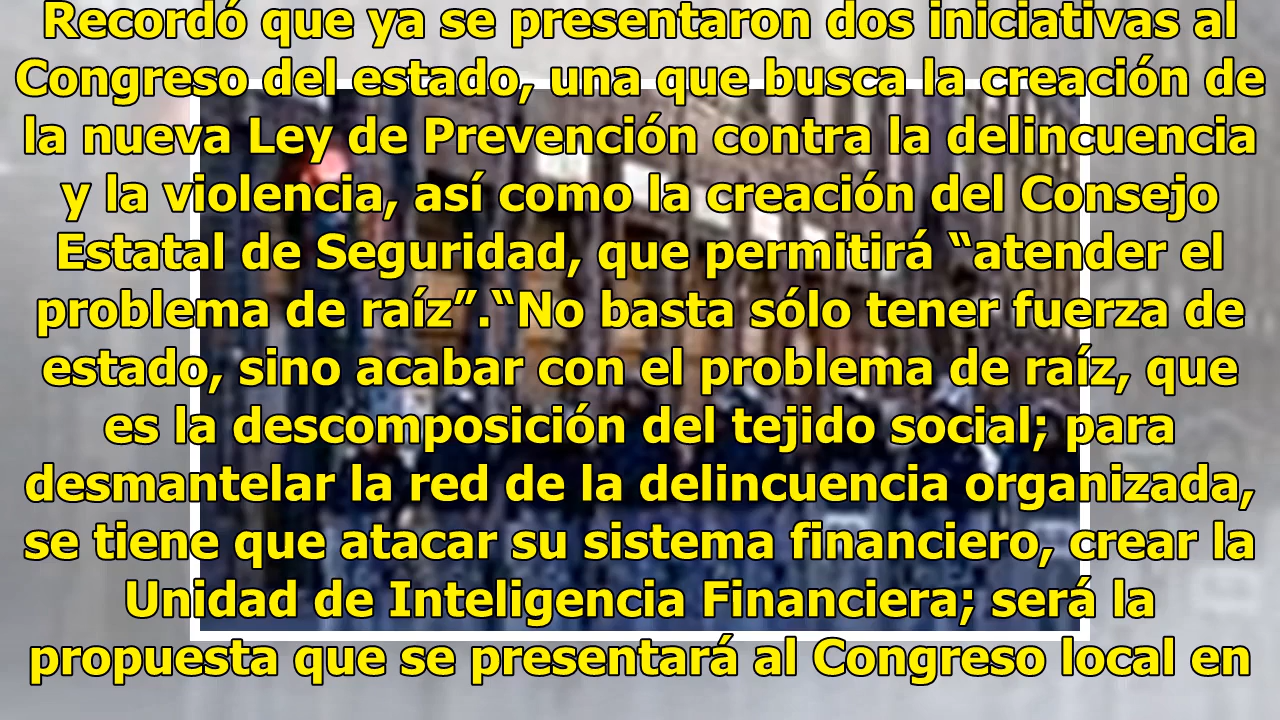 Recordó que ya se presentaron dos iniciativas al
Congreso del estado, una que busca la creación de
la nueva Ley de Prevención contra la delincuencia
y la violencia, así como la creación del Consejo
Estatal de Seguridad, que permitirá “atender el
problema de raíz”.“No basta sólo tener fuerza de
estado, sino acabar con el problema de raíz, que
es la descomposición del tejido social; para
desmantelar la red de la delincuencia organizada,
se tiene que atacar su sistema financiero, crear la
Unidad de Inteligencia Financiera; será la
propuesta que se presentará al Congreso local en